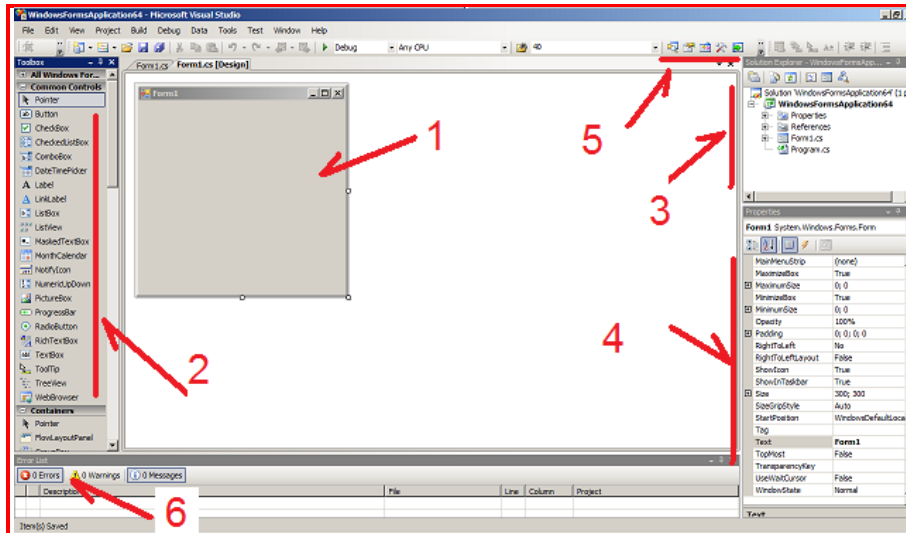 WindowsFormsApplication64 - Microsoft Visual Studio
File Edit View Project Build Debug Data Tools Test Window Help
Debug Any CPU 40
Toolbox
All Windows For...
Common Controls
Pointer
Button
CheckBox
CheckedListBox
ComboBox
DateTimePicker
Label
LinkLabel
ListBox
ListView
MaskedTextBox
MonthCalendar
NotifyIcon
NumericUpDown
PictureBox
ProgressBar
RadioButton
RichTextBox
TextBox
ToolTip
TreeView
WebBrowser
Containers
Pointer
FlowLayoutPanel
Form1.cs Form1.cs [Design]
Form1
1
2
3
4
5
6
Solution Explorer - WindowsFormsApp...
Solution 'WindowsFormsApplication64' (1 p
WindowsFormsApplication64
Properties
References
Form1.cs
Program.cs
Properties
Form1 System.Windows.Forms.Form
MainMenuStrip (none)
MaximizeBox True
MaximumSize 0; 0
MinimizeBox True
MinimumSize 0; 0
Opacity 100%
Padding 0; 0; 0; 0
RightToLeft No
RightToLeftLayout False
ShowIcon True
ShowInTaskbar True
Size 300; 300
SizeGripStyle Auto
StartPosition WindowsDefaultLoca
Tag
Text Form1
TopMost False
TransparencyKey
UseWaitCursor False
WindowState Normal
Text
Error List
0 Errors 0 Warnings 0 Messages
Description File Line Column Project
Item(s) Saved